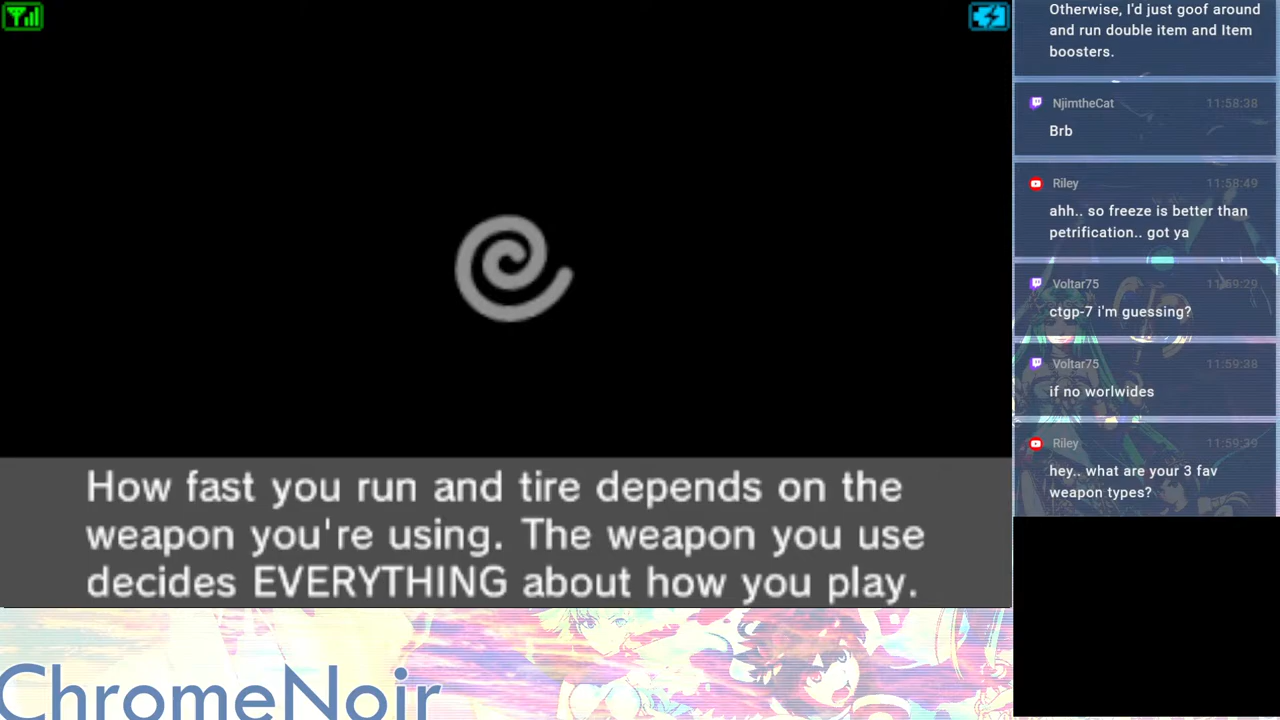 How fast you run and tire depends on the
weapon you're using. The weapon you use
decides EVERYTHING about how you play.
ChromeNoir
Otherwise, I'd just goof around
and run double item and Item
boosters.
NjimtheCat 11:58:38
Brb
Riley 11:58:49
ahh.. so freeze is better than
petrification.. got ya
Voltar75 11:59:29
ctgp-7 i'm guessing?
Voltar75 11:59:38
if no worlwides
Riley 11:59:39
hey.. what are your 3 fav
weapon types?